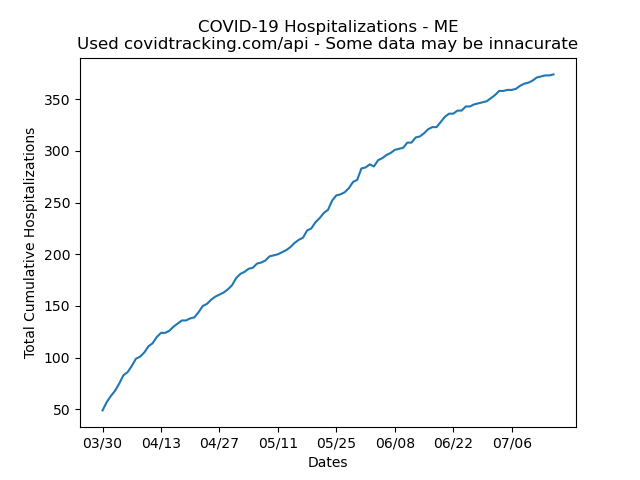 COVID-19 Hospitalizations - ME
Used covidtracking.com/api - Some data may be innacurate
Total Cumulative Hospitalizations
350
300
250
200
150
100
50
03/30 04/13 04/27 05/11 05/25 06/08 06/22 07/06
Dates